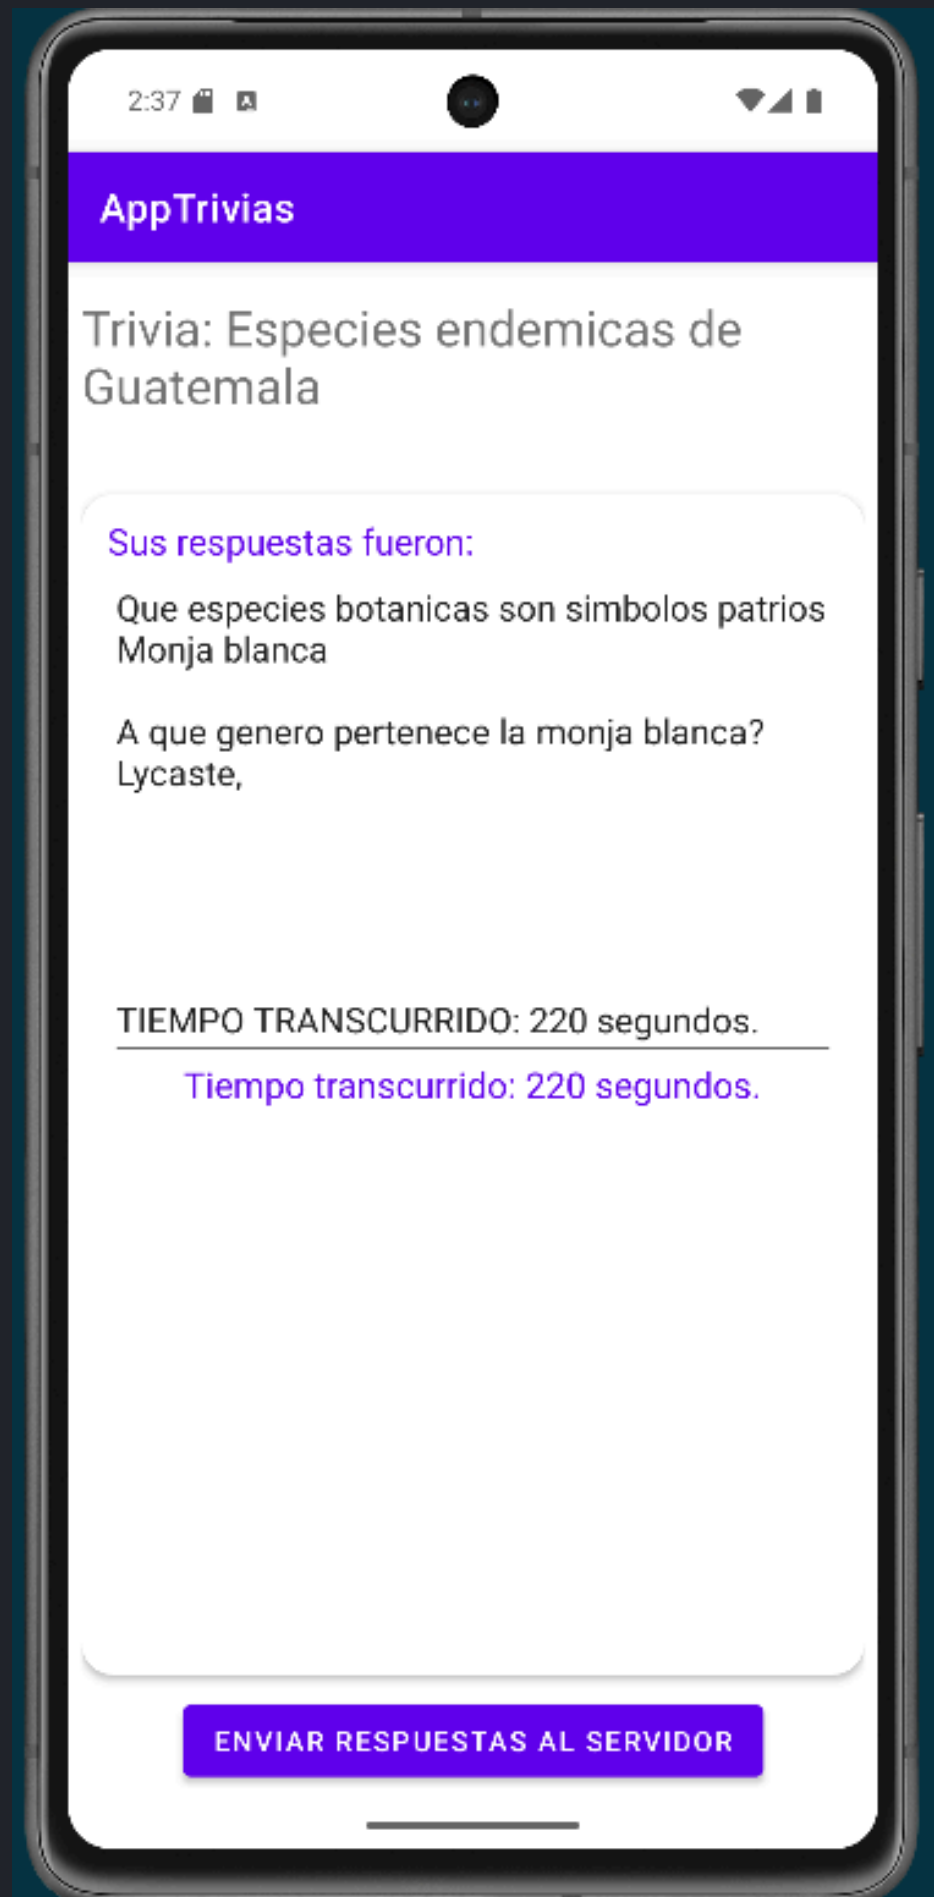 2:37
AppTrivias
Trivia: Especies endemicas de
Guatemala
Sus respuestas fueron:
Que especies botanicas son simbolos patrios
Monja blanca
A que genero pertenece la monja blanca?
Lycaste,
TIEMPO TRANSCURRIDO: 220 segundos.
Tiempo transcurrido: 220 segundos.
ENVIAR RESPUESTAS AL SERVIDOR